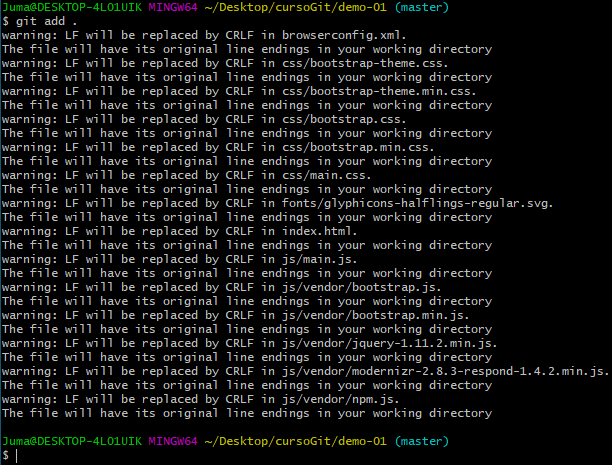 Juma@DESKTOP-4LO1UIK MINGW64 ~/Desktop/cursoGit/demo-01 (master)
$ git add .
warning: LF will be replaced by CRLF in browserconfig.xml.
The file will have its original line endings in your working directory
warning: LF will be replaced by CRLF in css/bootstrap-theme.css.
The file will have its original line endings in your working directory
warning: LF will be replaced by CRLF in css/bootstrap-theme.min.css.
The file will have its original line endings in your working directory
warning: LF will be replaced by CRLF in css/bootstrap.css.
The file will have its original line endings in your working directory
warning: LF will be replaced by CRLF in css/bootstrap.min.css.
The file will have its original line endings in your working directory
warning: LF will be replaced by CRLF in css/main.css.
The file will have its original line endings in your working directory
warning: LF will be replaced by CRLF in fonts/glyphicons-halflings-regular.svg.
The file will have its original line endings in your working directory
warning: LF will be replaced by CRLF in index.html.
The file will have its original line endings in your working directory
warning: LF will be replaced by CRLF in js/main.js.
The file will have its original line endings in your working directory
warning: LF will be replaced by CRLF in js/vendor/bootstrap.js.
The file will have its original line endings in your working directory
warning: LF will be replaced by CRLF in js/vendor/bootstrap.min.js.
The file will have its original line endings in your working directory
warning: LF will be replaced by CRLF in js/vendor/jquery-1.11.2.min.js.
The file will have its original line endings in your working directory
warning: LF will be replaced by CRLF in js/vendor/modernizr-2.8.3-respond-1.4.2.min.js.
The file will have its original line endings in your working directory
warning: LF will be replaced by CRLF in js/vendor/npm.js.
The file will have its original line endings in your working directory
Juma@DESKTOP-4LO1UIK MINGW64 ~/Desktop/cursoGit/demo-01 (master)
$